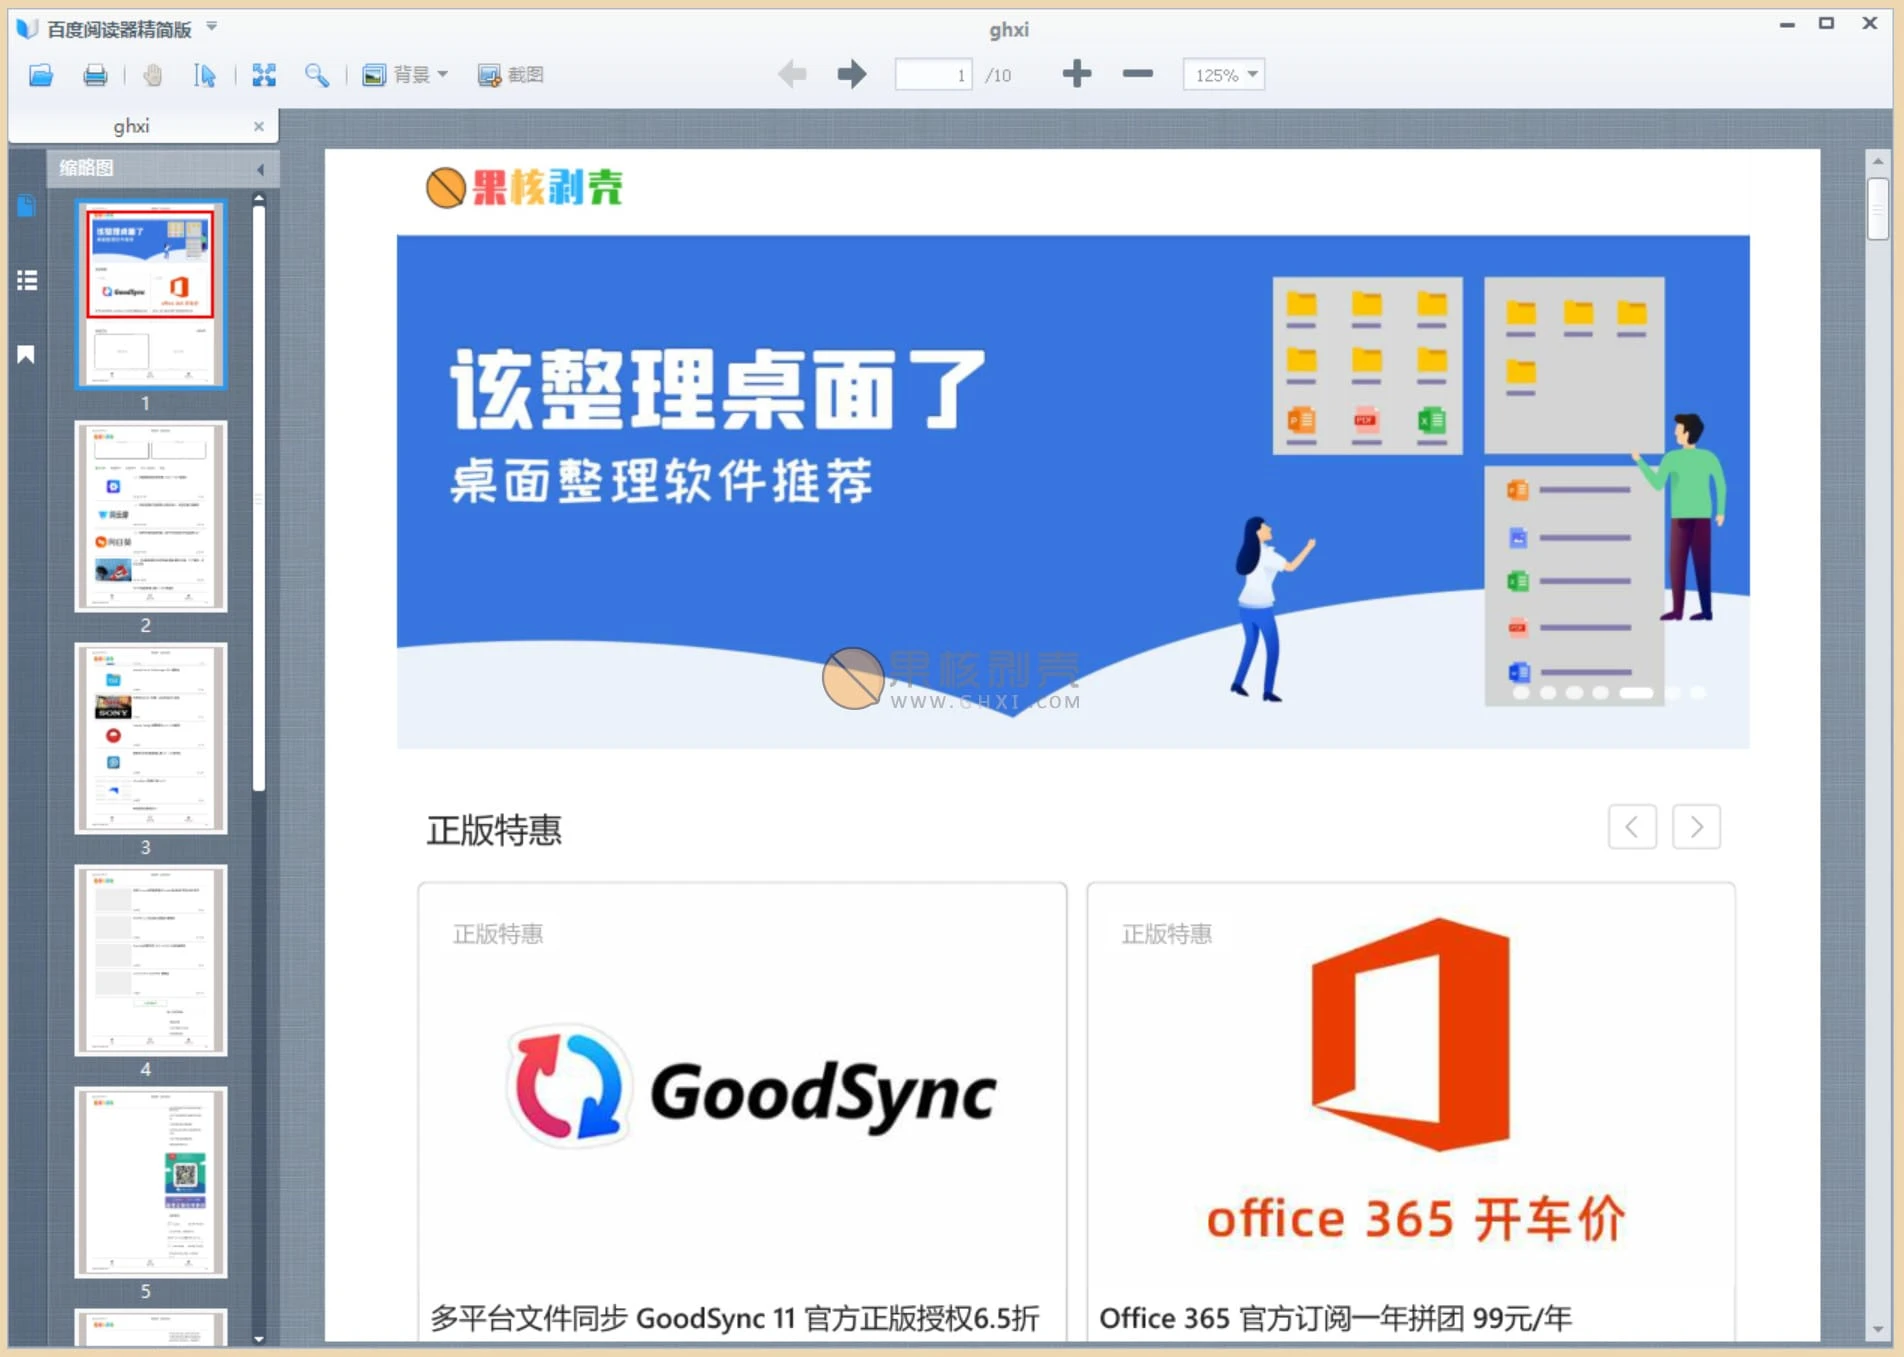 百度阅读器精简版
ghxi
背景
截图
1 /10
125%
ghxi
缩略图
1
2
3
4
5
SONY
果核剥壳
该整理桌面了
桌面整理软件推荐
PDF
PDF
果核剥壳
WWW.GHXI.COM
正版特惠
正版特惠
GoodSync
多平台文件同步 GoodSync 11 官方正版授权6.5折
正版特惠
office 365 开车价
Office 365 官方订阅一年拼团 99元/年